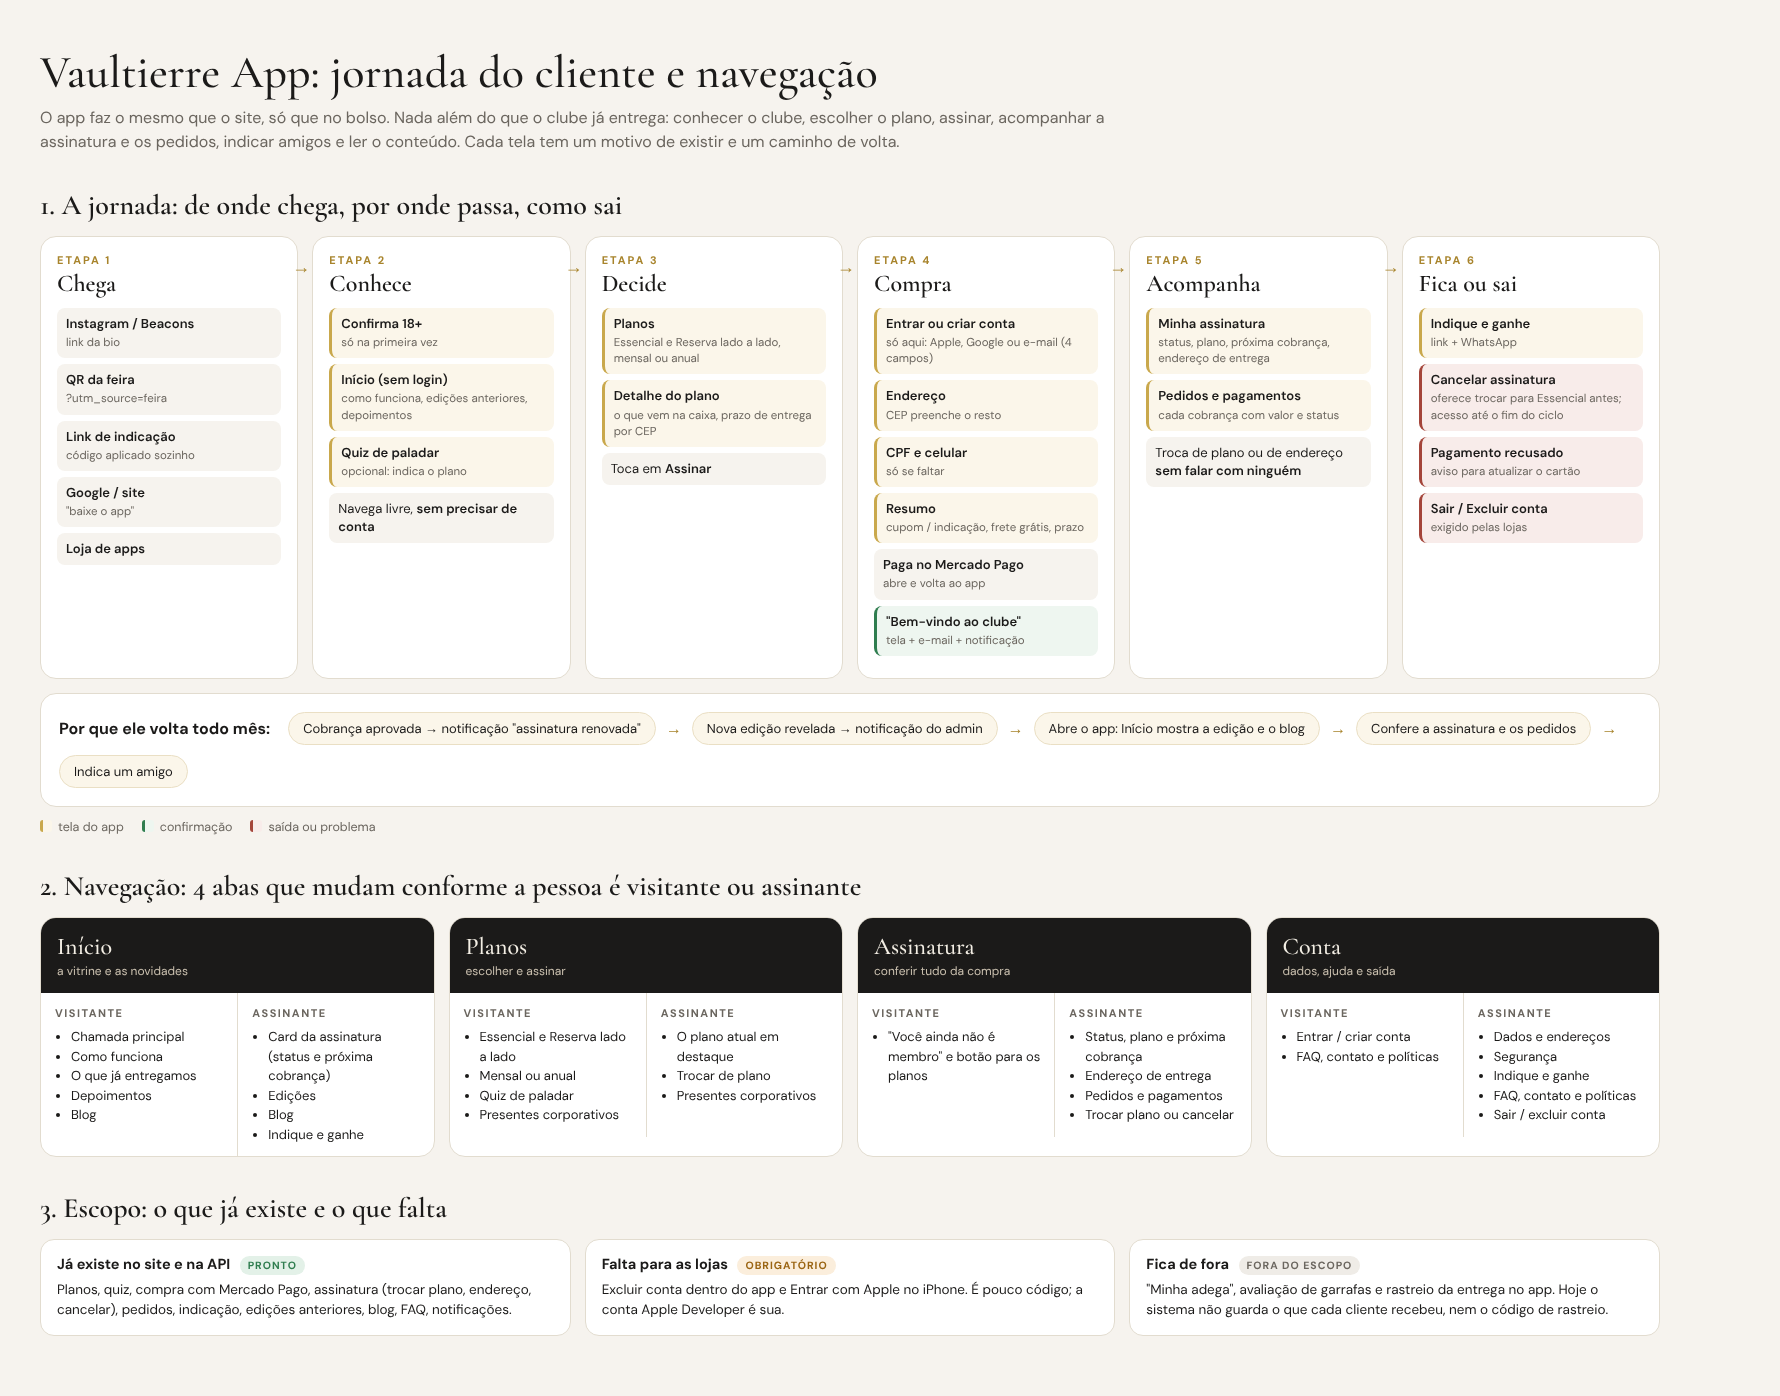 Vaultierre App: jornada do cliente e navegação
O app faz o mesmo que o site, só que no bolso. Nada além do que o clube já entrega: conhecer o clube, escolher o plano, assinar, acompanhar a
assinatura e os pedidos, indicar amigos e ler o conteúdo. Cada tela tem um motivo de existir e um caminho de volta.
1. A jornada: de onde chega, por onde passa, como sai
ETAPA 1
Chega
Instagram / Beacons
link da bio
QR da feira
?utm_source=feira
Link de indicação
código aplicado sozinho
Google / site
"baixe o app"
Loja de apps
→
ETAPA 2
Conhece
Confirma 18+
só na primeira vez
Início (sem login)
como funciona, edições anteriores,
depoimentos
Quiz de paladar
opcional: indica o plano
Navega livre, sem precisar de
conta
→
ETAPA 3
Decide
Planos
Essencial e Reserva lado a lado,
mensal ou anual
Detalhe do plano
o que vem na caixa, prazo de entrega
por CEP
Toca em Assinar
→
ETAPA 4
Compra
Entrar ou criar conta
só aqui: Apple, Google ou e-mail (4
campos)
Endereço
CEP preenche o resto
CPF e celular
só se faltar
Resumo
cupom / indicação, frete grátis, prazo
Paga no Mercado Pago
abre e volta ao app
"Bem-vindo ao clube"
tela + e-mail + notificação
→
ETAPA 5
Acompanha
Minha assinatura
status, plano, próxima cobrança,
endereço de entrega
Pedidos e pagamentos
cada cobrança com valor e status
Troca de plano ou de endereço
sem falar com ninguém
→
ETAPA 6
Fica ou sai
Indique e ganhe
link + WhatsApp
Cancelar assinatura
oferece trocar para Essencial antes;
acesso até o fim do ciclo
Pagamento recusado
aviso para atualizar o cartão
Sair / Excluir conta
exigido pelas lojas
Por que ele volta todo mês: Cobrança aprovada → notificação "assinatura renovada" → Nova edição revelada → notificação do admin → Abre o app: Início mostra a edição e o blog → Confere a assinatura e os pedidos →
Indica um amigo
tela do app confirmação saída ou problema
2. Navegação: 4 abas que mudam conforme a pessoa é visitante ou assinante
Início
a vitrine e as novidades
VISITANTE
• Chamada principal
• Como funciona
• O que já entregamos
• Depoimentos
• Blog
ASSINANTE
• Card da assinatura
(status e próxima
cobrança)
• Edições
• Blog
• Indique e ganhe
Planos
escolher e assinar
VISITANTE
• Essencial e Reserva lado
a lado
• Mensal ou anual
• Quiz de paladar
• Presentes corporativos
ASSINANTE
• O plano atual em
destaque
• Trocar de plano
• Presentes corporativos
Assinatura
conferir tudo da compra
VISITANTE
• "Você ainda não é
membro" e botão para os
planos
ASSINANTE
• Status, plano e próxima
cobrança
• Endereço de entrega
• Pedidos e pagamentos
• Trocar plano ou cancelar
Conta
dados, ajuda e saída
VISITANTE
• Entrar / criar conta
• FAQ, contato e políticas
ASSINANTE
• Dados e endereços
• Segurança
• Indique e ganhe
• FAQ, contato e políticas
• Sair / excluir conta
3. Escopo: o que já existe e o que falta
Já existe no site e na API PRONTO
Planos, quiz, compra com Mercado Pago, assinatura (trocar plano, endereço,
cancelar), pedidos, indicação, edições anteriores, blog, FAQ, notificações.
Falta para as lojas OBRIGATÓRIO
Excluir conta dentro do app e Entrar com Apple no iPhone. É pouco código; a
conta Apple Developer é sua.
Fica de fora FORA DO ESCOPO
"Minha adega", avaliação de garrafas e rastreio da entrega no app. Hoje o
sistema não guarda o que cada cliente recebeu, nem o código de rastreio.